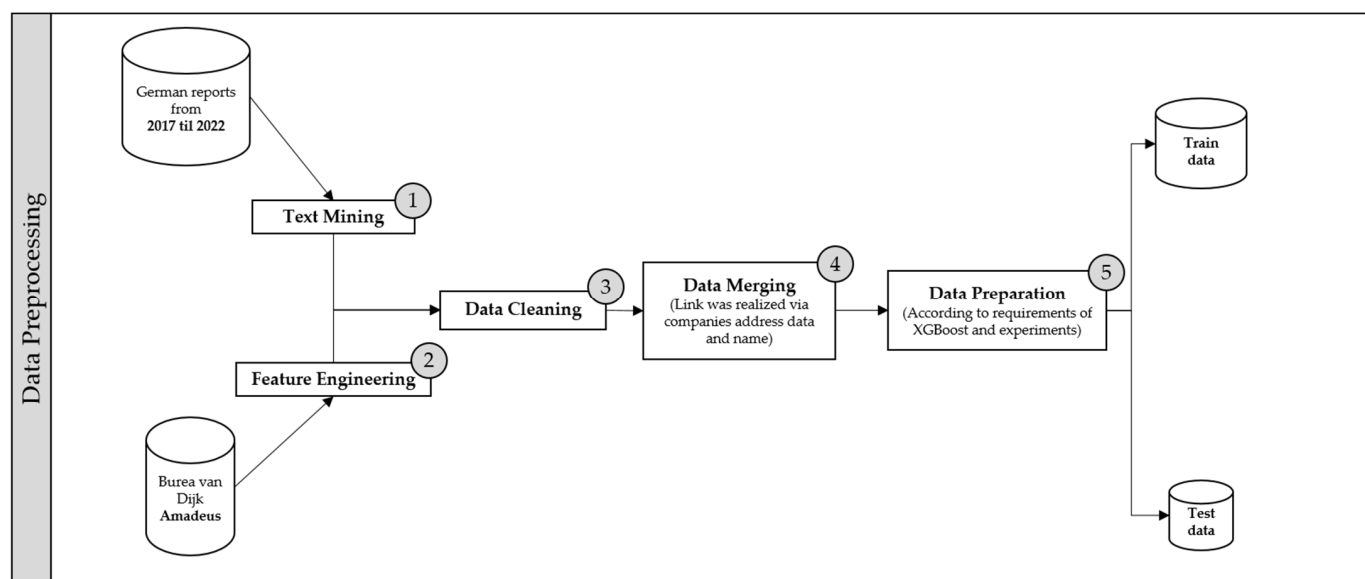 Data Preprocessing
German reports
from
2017 til 2022
1
Text Mining
2
Feature Engineering
Burea van
Dijk
Amadeus
3
Data Cleaning
4
Data Merging
(Link was realized via
companies address data
and name)
5
Data Preparation
(According to requirements of
XGBoost and experiments)
Train
data
Test
data